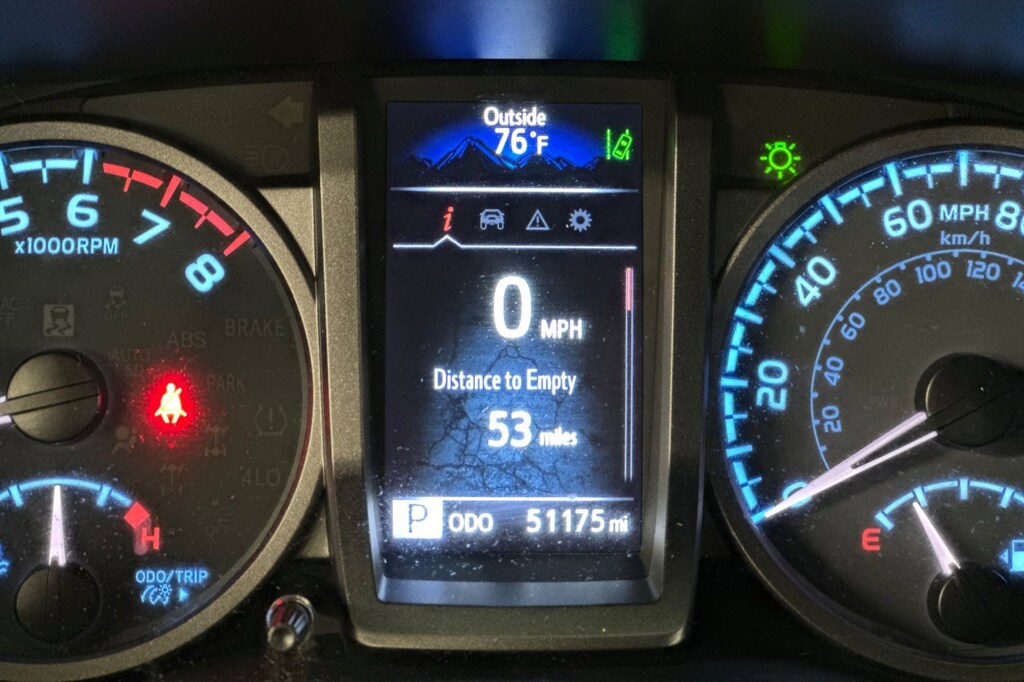 Outside
76°F
i
5
6
7
8
x1000RPM
ABS
BRAKE
PARK
4LO
H
ODO/TRIP
0 MPH
Distance to Empty
53 miles
P ODO 51175 mi
0
20
40
60
MPH
80
km/h
20
40
60
80
100
120
E